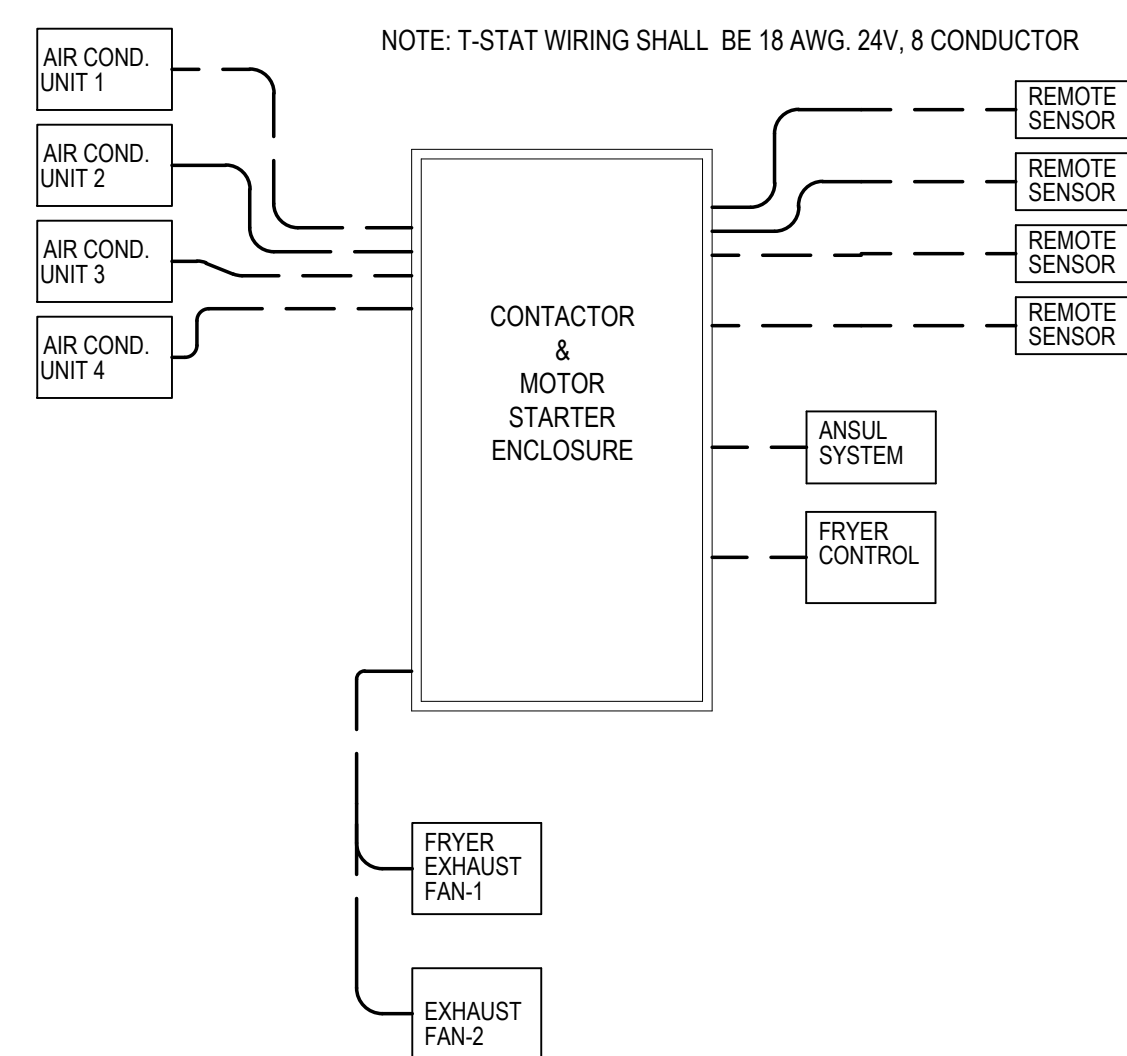 NOTE: T-STAT WIRING SHALL BE 18 AWG. 24V, 8 CONDUCTOR
AIR COND.
UNIT 1
AIR COND.
UNIT 2
AIR COND.
UNIT 3
AIR COND.
UNIT 4
CONTACTOR
&
MOTOR
STARTER
ENCLOSURE
REMOTE
SENSOR
REMOTE
SENSOR
REMOTE
SENSOR
REMOTE
SENSOR
ANSUL
SYSTEM
FRYER
CONTROL
FRYER
EXHAUST
FAN-1
EXHAUST
FAN-2